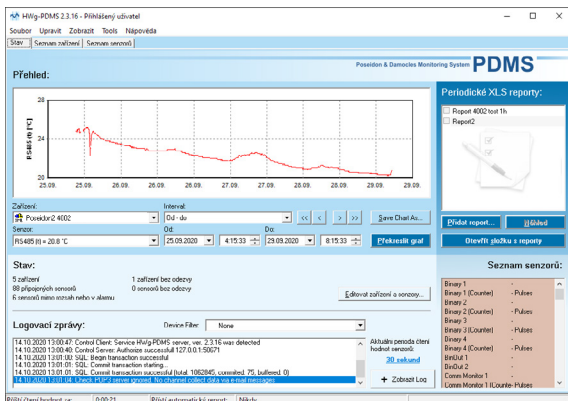 HWg-PDMS 2.3.16 - Přihlášený uživatel
Soubor Upravit Zobrazit Tools Nápověda
Stav Seznam zařízení Seznam senzorů
Poseidon & Damocles Monitoring System PDMS
Přehled:
28
24
20
RS485 (t) [°C]
25.09. 25.09. 26.09. 26.09. 27.09. 27.09. 28.09. 28.09. 29.09. 29.09.
Zařízení: Interval:
Poseidon2 4002 Od - do << < > >> Save Chart As...
Senzor: Od: Do:
RS485 (t) = 20,8 °C 25.09.2020 4:15:33 29.09.2020 8:15:33 Překreslit graf
Periodické XLS reporty:
Report 4002 test 1h
Report2
Přidat report... Náhled
Otevřít složku s reporty
Stav:
5 zařízení 1 zařízení bez odezvy
88 připojených senzorů 0 senzorů bez odezvy
6 senzorů mimo rozsah nebo v alarmu
Editovat zařízení a senzory...
Seznam senzorů:
Binary 1 -
Binary 1 (Counter) - Pulses
Binary 2 -
Binary 2 (Counter) - Pulses
Binary 3 -
Binary 3 (Counter) - Pulses
Binary 4 -
Binary 4 (Counter) - Pulses
BinOut 1 -
BinOut 2 -
Comm Monitor 1 -
Comm Monitor 1 (Counte - Pulses
Logovací zprávy: Device Filter: None
14.10.2020 13:00:47: Control Client: Service HWg-PDMS server, ver. 2.3.16 was detected
14.10.2020 13:00:49: Control Server: Authorize successful 127.0.0.1:50671
14.10.2020 13:01:00: SQL: Begin transaction successful
14.10.2020 13:01:01: SQL: Commit transaction starting...
14.10.2020 13:01:01: SQL: Commit transaction successful (total: 1062845, commited: 75, buffered: 0)
14.10.2020 13:01:04: Check POP3 server ignored. No channel collect data via e-mail messages
Aktuální perioda čtení
hodnot senzorů:
30 sekund
+ Zobrazit Log
Příští čtení hodnot za: 0:00:21 Příští automatický report: Nikdy